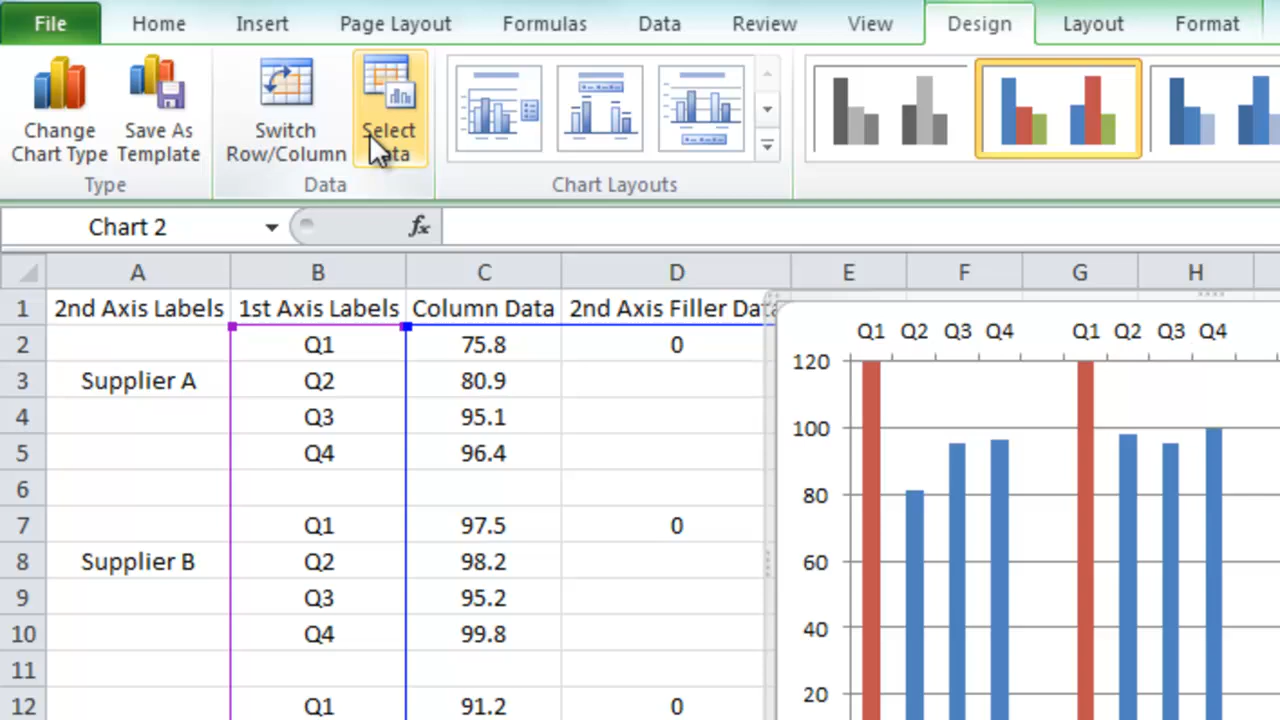 File Home Insert Page Layout Formulas Data Review View Design Layout Format
Change Chart Type
Save As Template
Switch Row/Column
Select
Type Data Chart Layouts
Chart 2 fx
A B C D E F G H
1 2nd Axis Labels 1st Axis Labels Column Data 2nd Axis Filler Data
2 Q1 75.8 0
3 Supplier A Q2 80.9
4 Q3 95.1
5 Q4 96.4
6
7 Q1 97.5 0
8 Supplier B Q2 98.2
9 Q3 95.2
10 Q4 99.8
11
12 Q1 91.2 0
Q1 Q2 Q3 Q4 Q1 Q2 Q3 Q4
120
100
80
60
40
20